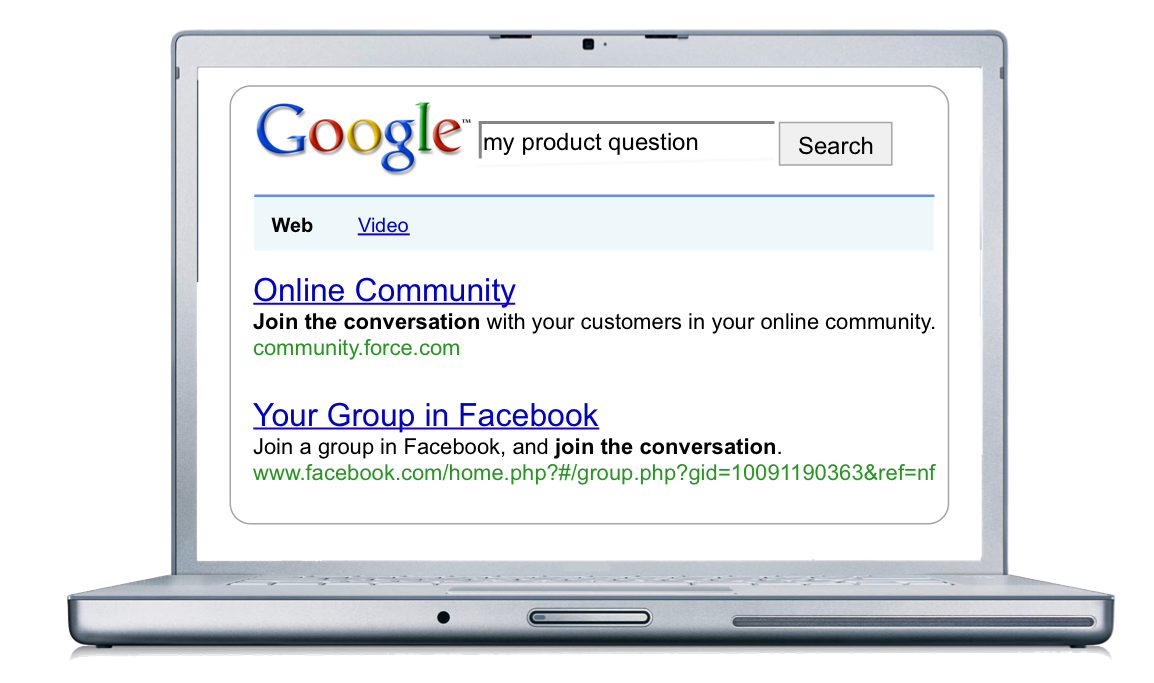 Google™ my product question Search
Web Video
Online Community
Join the conversation with your customers in your online community.
community.force.com
Your Group in Facebook
Join a group in Facebook, and join the conversation.
www.facebook.com/home.php?#/group.php?gid=10091190363&ref=nf